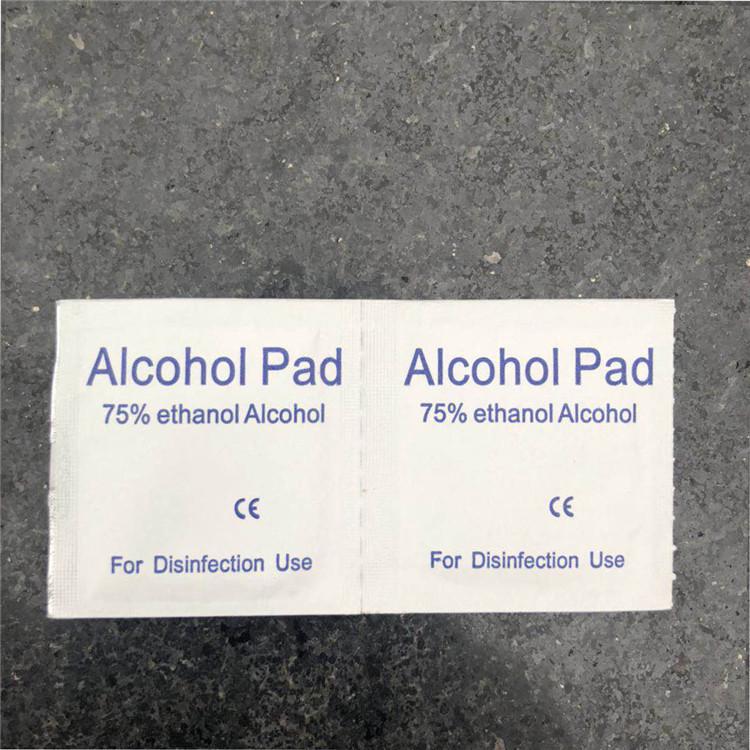 Alcohol Pad
75% ethanol Alcohol
CE
For Disinfection Use
Alcohol Pad
75% ethanol Alcohol
CE
For Disinfection Use